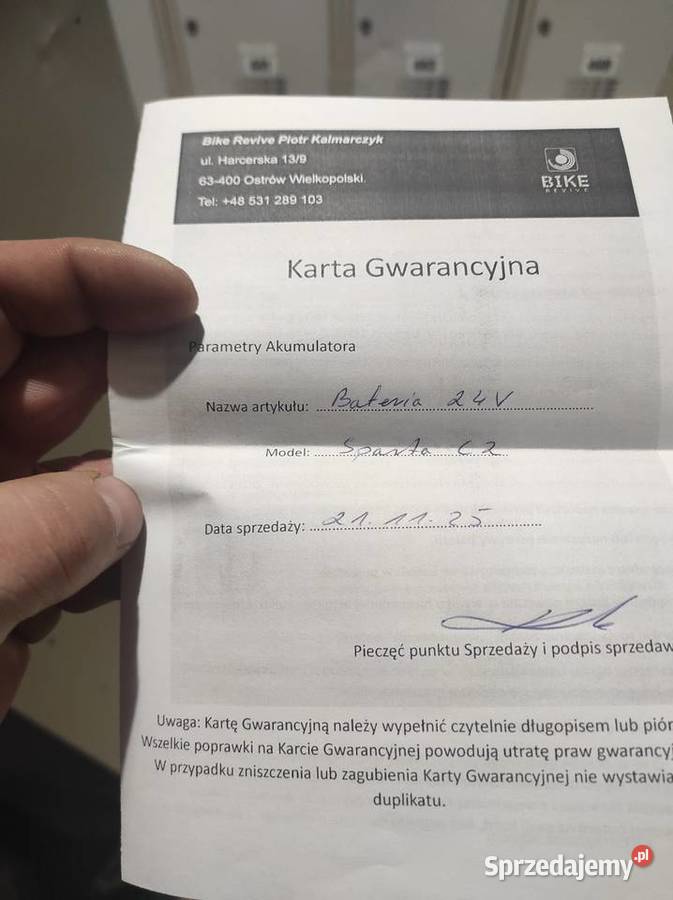 Bike Revive Piotr Kalmarczyk
ul. Harcerska 13/9
63-400 Ostrów Wielkopolski.
Tel: +48 531 289 103
BIKE
REVIVE
Karta Gwarancyjna
Parametry Akumulatora
Nazwa artykułu: Bateria 24V
Model: Sparta C2
Data sprzedaży: 21.11.25
Pieczęć punktu Sprzedaży i podpis sprzedaw
Uwaga: Kartę Gwarancyjną należy wypełnić czytelnie długopisem lub piór
Wszelkie poprawki na Karcie Gwarancyjnej powodują utratę praw gwarancyj
W przypadku zniszczenia lub zagubienia Karty Gwarancyjnej nie wystawia
duplikatu.
Sprzedajemy.pl